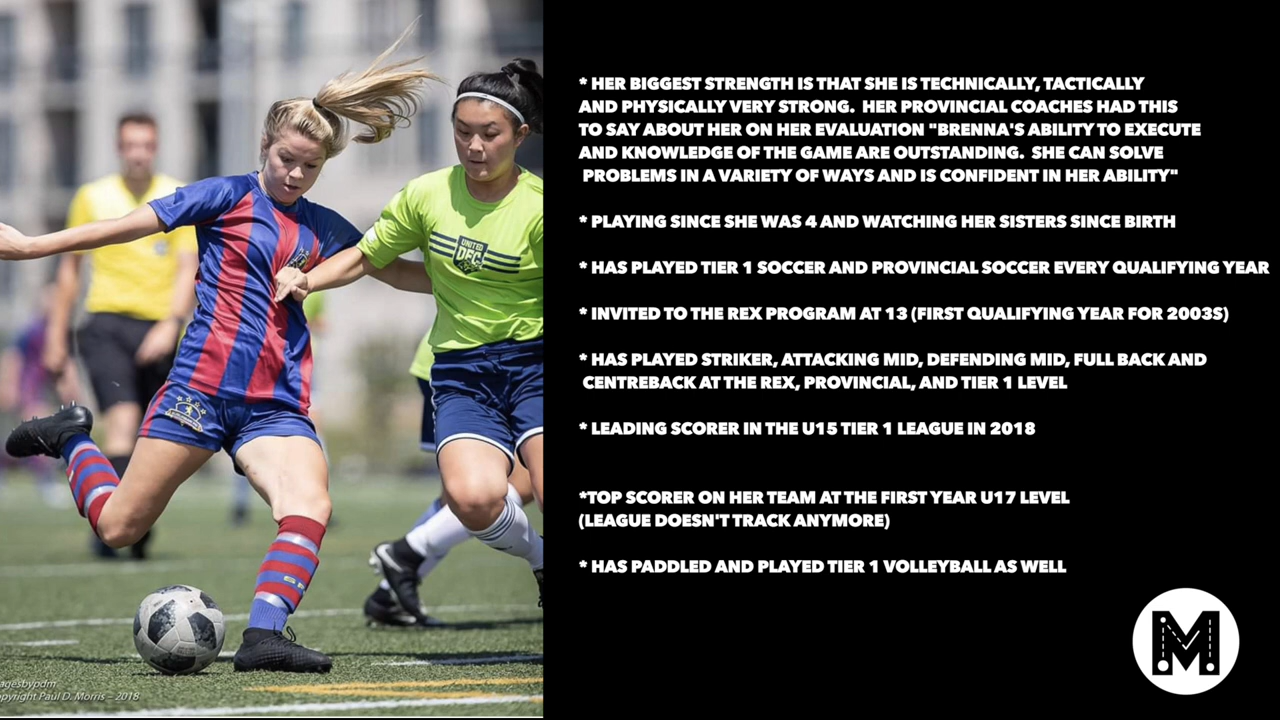 * HER BIGGEST STRENGTH IS THAT SHE IS TECHNICALLY, TACTICALLY
AND PHYSICALLY VERY STRONG.  HER PROVINCIAL COACHES HAD THIS
TO SAY ABOUT HER ON HER EVALUATION "BRENNA'S ABILITY TO EXECUTE
AND KNOWLEDGE OF THE GAME ARE OUTSTANDING.  SHE CAN SOLVE
PROBLEMS IN A VARIETY OF WAYS AND IS CONFIDENT IN HER ABILITY"
* PLAYING SINCE SHE WAS 4 AND WATCHING HER SISTERS SINCE BIRTH
* HAS PLAYED TIER 1 SOCCER AND PROVINCIAL SOCCER EVERY QUALIFYING YEAR
* INVITED TO THE REX PROGRAM AT 13 (FIRST QUALIFYING YEAR FOR 2003S)
* HAS PLAYED STRIKER, ATTACKING MID, DEFENDING MID, FULL BACK AND
CENTREBACK AT THE REX, PROVINCIAL, AND TIER 1 LEVEL
* LEADING SCORER IN THE U15 TIER 1 LEAGUE IN 2018
*TOP SCORER ON HER TEAM AT THE FIRST YEAR U17 LEVEL
(LEAGUE DOESN'T TRACK ANYMORE)
* HAS PADDLED AND PLAYED TIER 1 VOLLEYBALL AS WELL
UNITED
DFC
agesbypdm
pyright Paul D. Morris – 2018
M